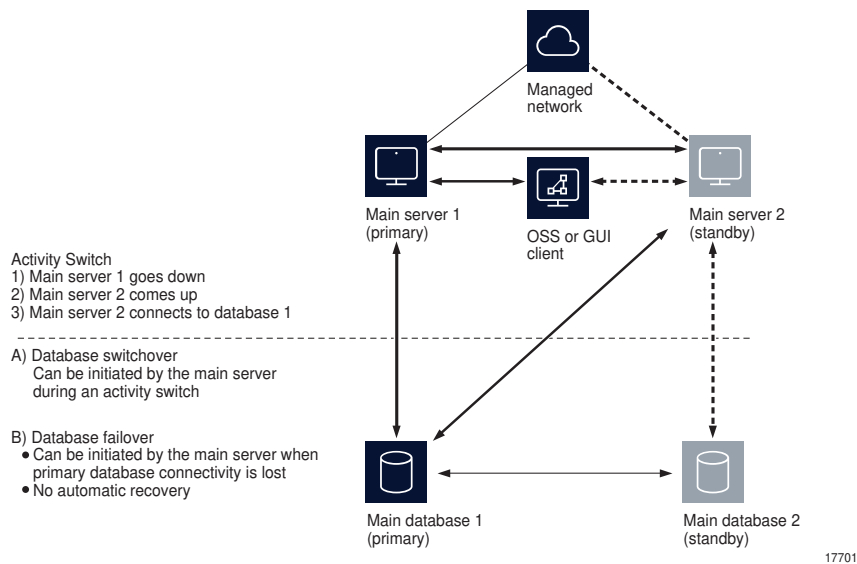 Managed
network
Main server 1
(primary)
OSS or GUI
client
Main server 2
(standby)
Activity Switch
1) Main server 1 goes down
2) Main server 2 comes up
3) Main server 2 connects to database 1
A) Database switchover
Can be initiated by the main server
during an activity switch
B) Database failover
• Can be initiated by the main server when
primary database connectivity is lost
• No automatic recovery
Main database 1
(primary)
Main database 2
(standby)
17701